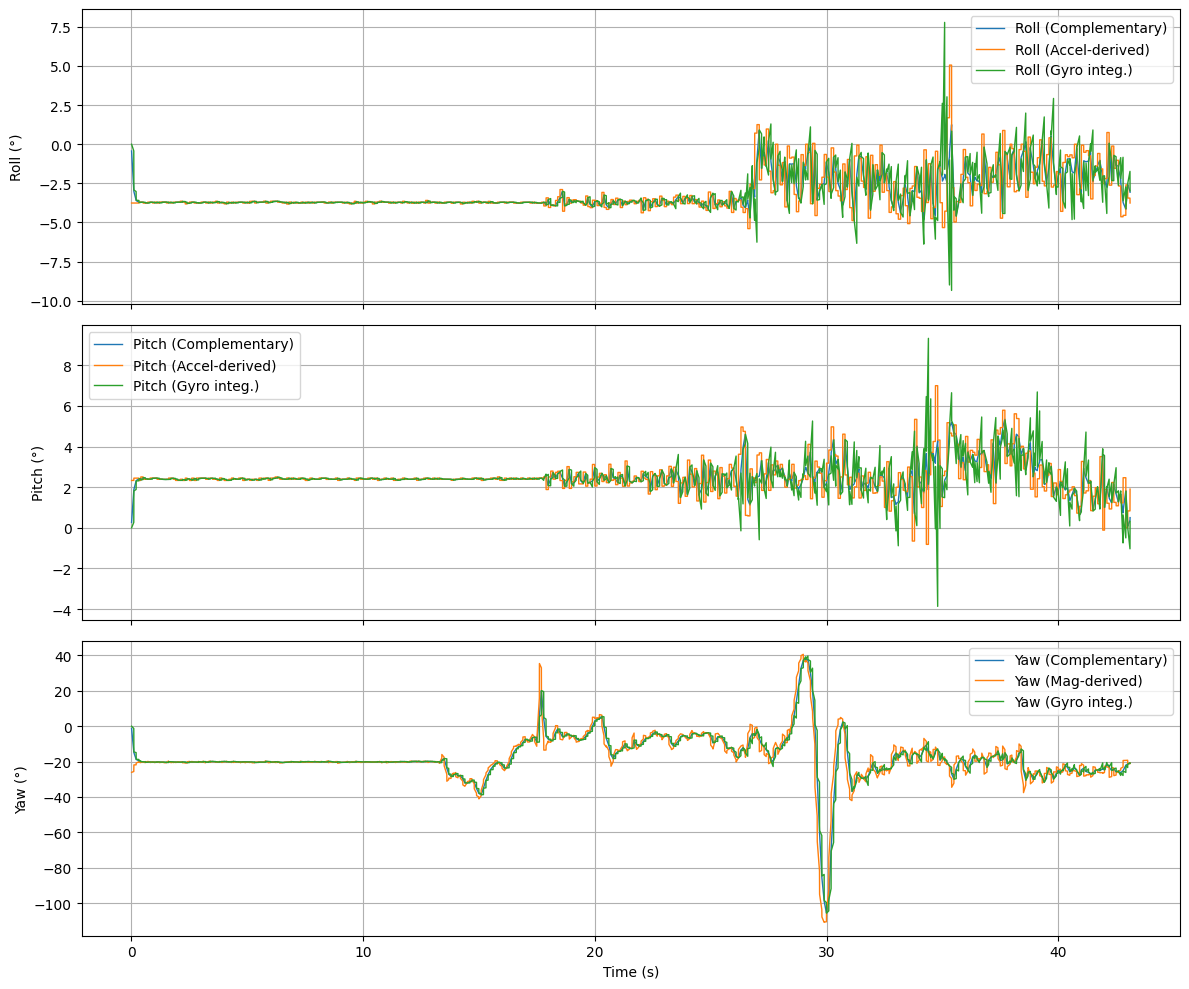 7.5
5.0
2.5
0.0
−2.5
−5.0
−7.5
−10.0
Roll (°)
Roll (Complementary)
Roll (Accel-derived)
Roll (Gyro integ.)
8
6
4
2
0
−2
−4
Pitch (°)
Pitch (Complementary)
Pitch (Accel-derived)
Pitch (Gyro integ.)
40
20
0
−20
−40
−60
−80
−100
Yaw (°)
Yaw (Complementary)
Yaw (Mag-derived)
Yaw (Gyro integ.)
0 10 20 30 40
Time (s)